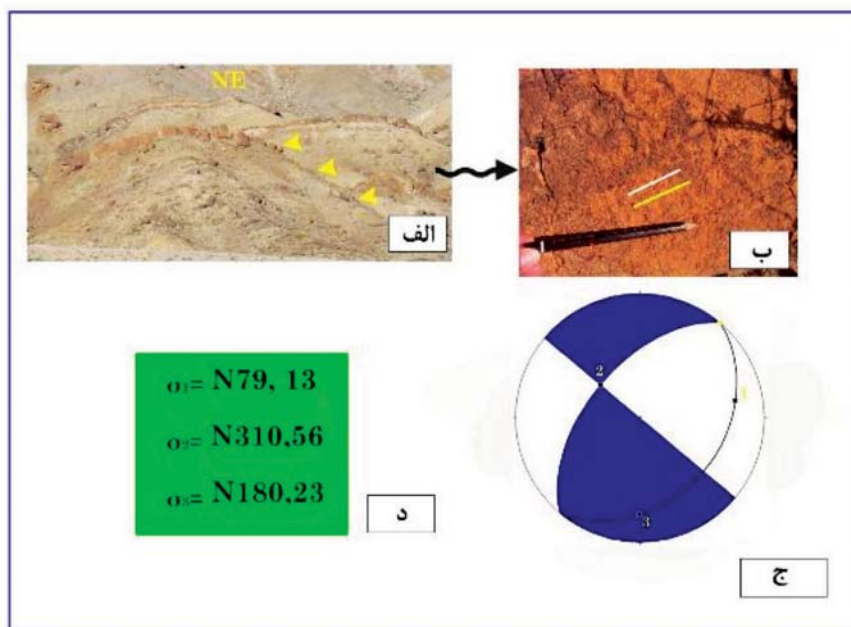 NE
الف
ب
σ₁= N79, 13
σ₂= N310,56
σ₃= N180,23
د
2
1
3
ج